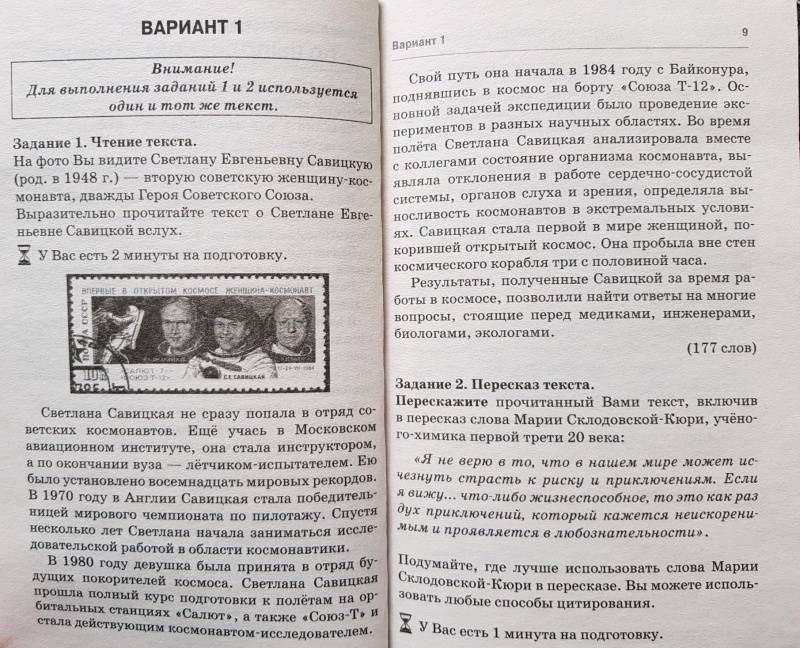 ВАРИАНТ 1
Внимание!
Для выполнения заданий 1 и 2 используется
один и тот же текст.
Задание 1. Чтение текста.
На фото Вы видите Светлану Евгеньевну Савицкую
(род. в 1948 г.) — вторую советскую женщину-кос-
монавта, дважды Героя Советского Союза.
Выразительно прочитайте текст о Светлане Евге-
ньевне Савицкой вслух.
У Вас есть 2 минуты на подготовку.
ВПЕРВЫЕ В ОТКРЫТОМ КОСМОСЕ ЖЕНЩИНА-КОСМОНАВТ
ПОЧТА СССР
«САЛЮТ-7»-
«СОЮЗ Т-12»
С.Е. САВИЦКАЯ
Светлана Савицкая не сразу попала в отряд со-
ветских космонавтов. Ещё учась в Московском
авиационном институте, она стала инструктором,
а по окончании вуза — лётчиком-испытателем. Ею
было установлено восемнадцать мировых рекордов.
В 1970 году в Англии Савицкая стала победитель-
ницей мирового чемпионата по пилотажу. Спустя
несколько лет Светлана начала заниматься иссле-
довательской работой в области космонавтики.
В 1980 году девушка была принята в отряд бу-
дущих покорителей космоса. Светлана Савицкая
прошла полный курс подготовки к полётам на ор-
битальных станциях «Салют», а также «Союз-Т» и
стала действующим космонавтом-исследователем.
Вариант 1
9
Свой путь она начала в 1984 году с Байконура,
поднявшись в космос на борту «Союза Т-12». Ос-
новной задачей экспедиции было проведение экс-
периментов в разных научных областях. Во время
полёта Светлана Савицкая анализировала вместе
с коллегами состояние организма космонавта, вы-
являла отклонения в работе сердечно-сосудистой
системы, органов слуха и зрения, определяла вы-
носливость космонавтов в экстремальных услови-
ях. Савицкая стала первой в мире женщиной, по-
корившей открытый космос. Она пробыла вне стен
космического корабля три с половиной часа.
Результаты, полученные Савицкой за время ра-
боты в космосе, позволили найти ответы на многие
вопросы, стоящие перед медиками, инженерами,
биологами, экологами.
(177 слов)
Задание 2. Пересказ текста.
Перескажите прочитанный Вами текст, включив
в пересказ слова Марии Склодовской-Кюри, учёно-
го-химика первой трети 20 века:
«Я не верю в то, что в нашем мире может ис-
чезнуть страсть к риску и приключениям. Если
я вижу... что-либо жизнеспособное, то это как раз
дух приключений, который кажется неискорени-
мым и проявляется в любознательности».
Подумайте, где лучше использовать слова Марии
Склодовской-Кюри в пересказе. Вы можете исполь-
зовать любые способы цитирования.
У Вас есть 1 минута на подготовку.